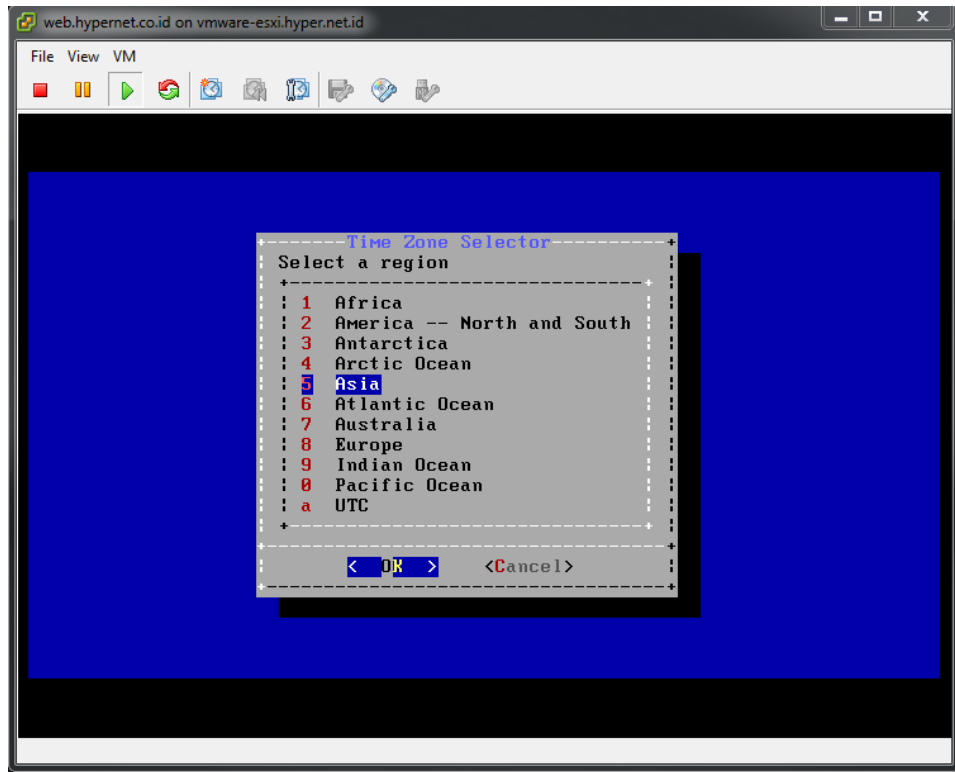 web.hypernet.co.id on vmware-esxi.hyper.net.id
File View VM
Time Zone Selector
Select a region
1 Africa
2 America -- North and South
3 Antarctica
4 Arctic Ocean
5 Asia
6 Atlantic Ocean
7 Australia
8 Europe
9 Indian Ocean
0 Pacific Ocean
a UTC
< OK > <Cancel>